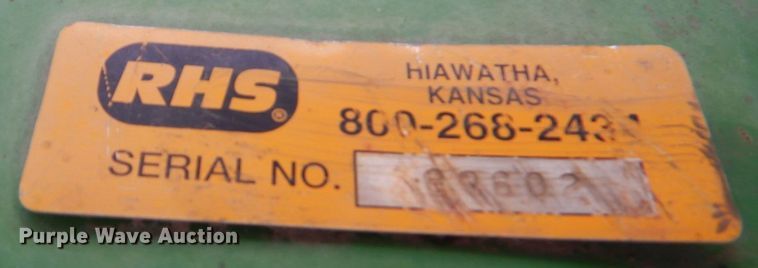 RHS®
HIAWATHA,
KANSAS
SERIAL NO.
Purple Wave Auction